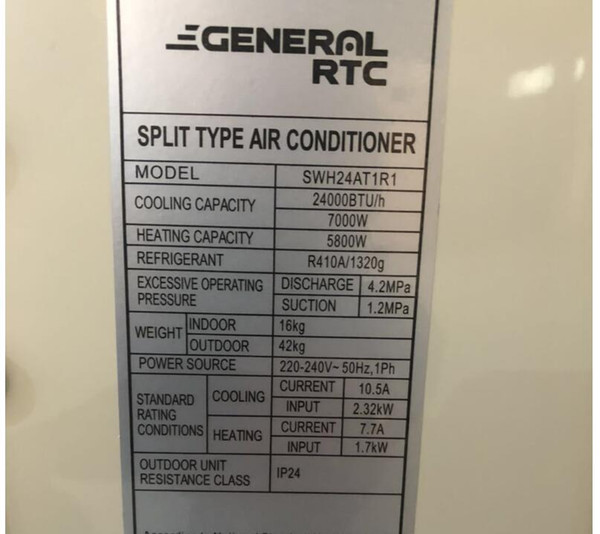 GENERAL
RTC
SPLIT TYPE AIR CONDITIONER
MODEL SWH24AT1R1
COOLING CAPACITY 24000BTU/h
7000W
HEATING CAPACITY 5800W
REFRIGERANT R410A/1320g
EXCESSIVE OPERATING PRESSURE DISCHARGE 4.2MPa
SUCTION 1.2MPa
WEIGHT INDOOR 16kg
OUTDOOR 42kg
POWER SOURCE 220-240V~ 50Hz,1Ph
STANDARD RATING CONDITIONS COOLING CURRENT 10.5A
INPUT 2.32kW
HEATING CURRENT 7.7A
INPUT 1.7kW
OUTDOOR UNIT
RESISTANCE CLASS IP24